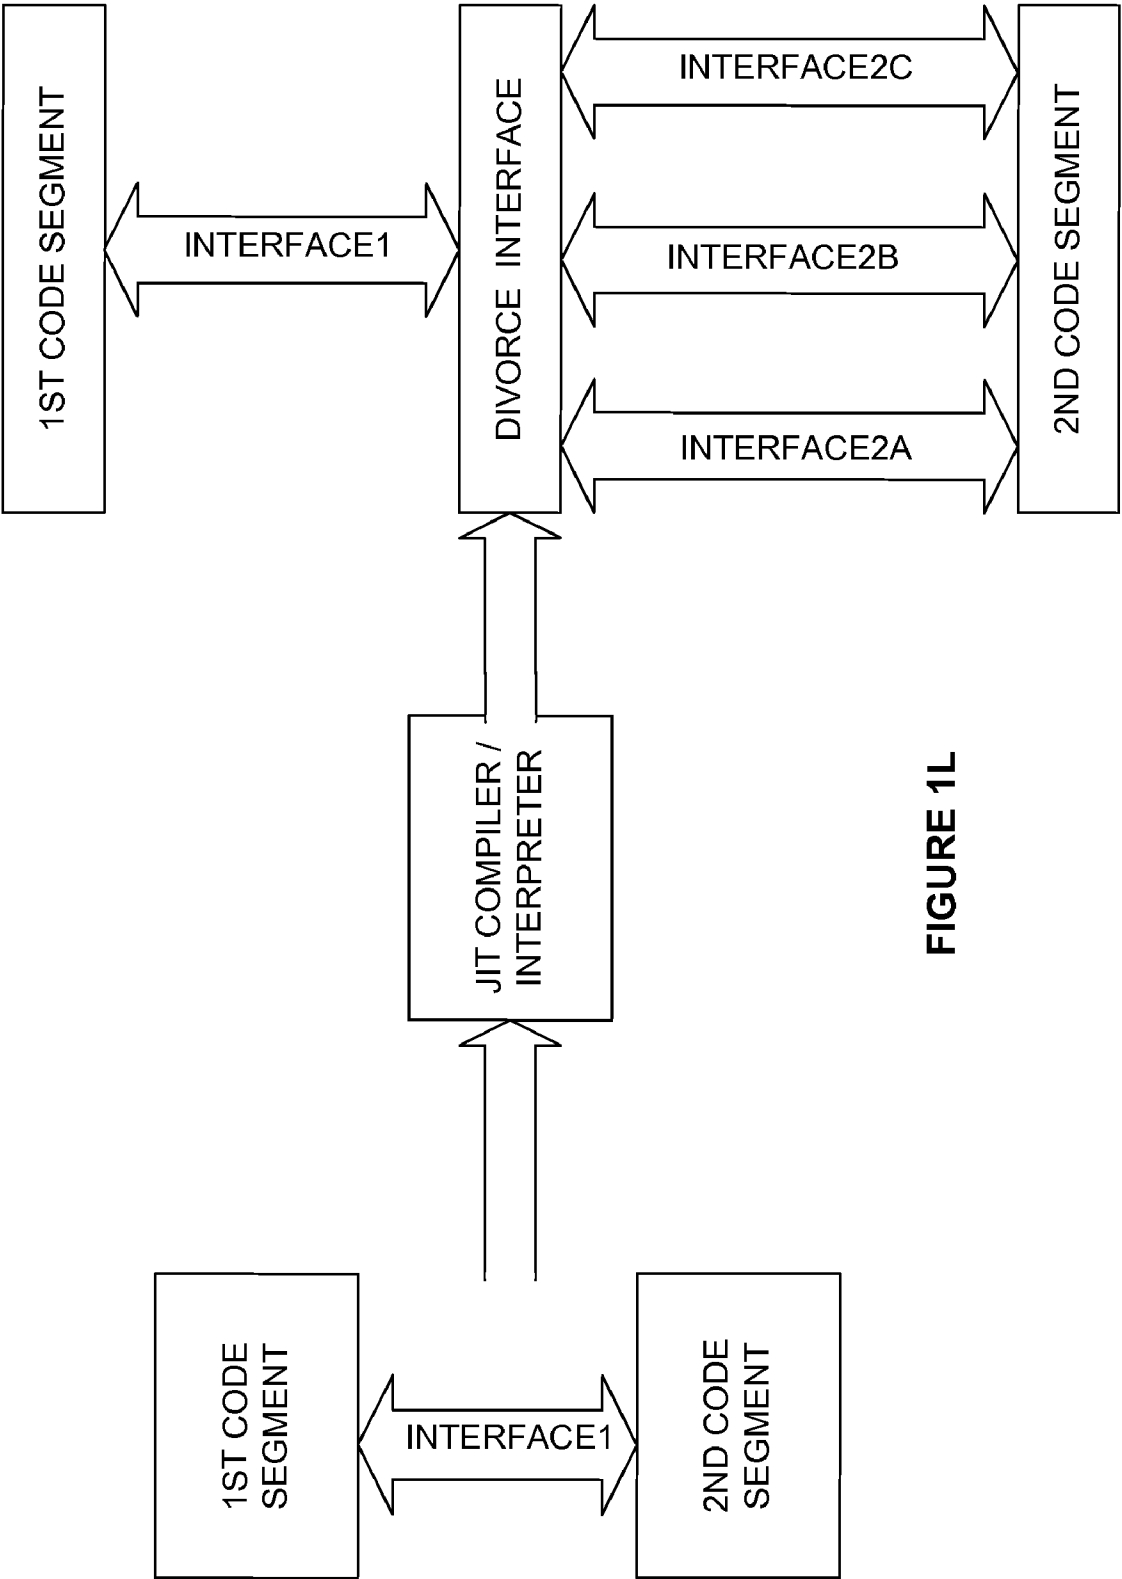 1ST CODE
SEGMENT
INTERFACE1
2ND CODE
SEGMENT
JIT COMPILER /
INTERPRETER
1ST CODE SEGMENT
INTERFACE1
DIVORCE INTERFACE
INTERFACE2A
INTERFACE2B
INTERFACE2C
2ND CODE SEGMENT
FIGURE 1L